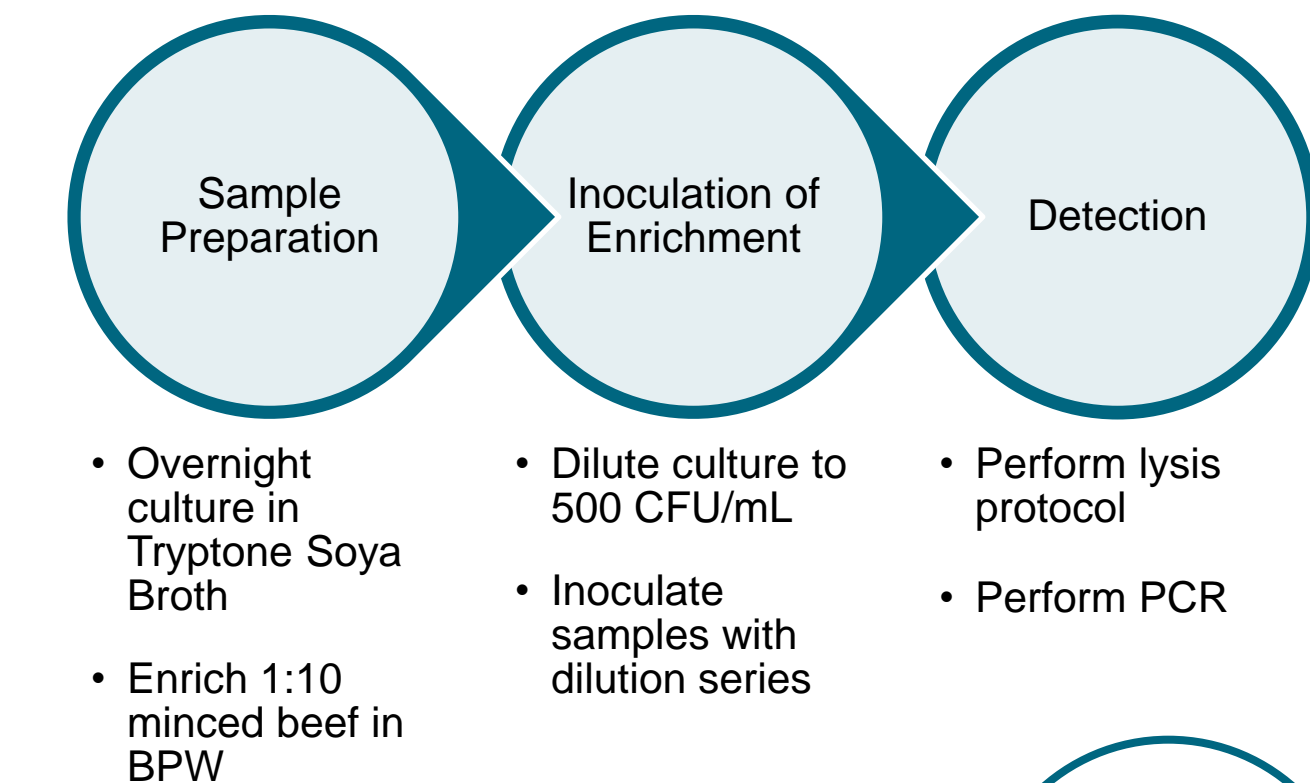 Sample
Preparation
Inoculation of
Enrichment
Detection
• Overnight
culture in
Tryptone Soya
Broth
• Enrich 1:10
minced beef in
BPW
• Dilute culture to
500 CFU/mL
• Inoculate
samples with
dilution series
• Perform lysis
protocol
• Perform PCR